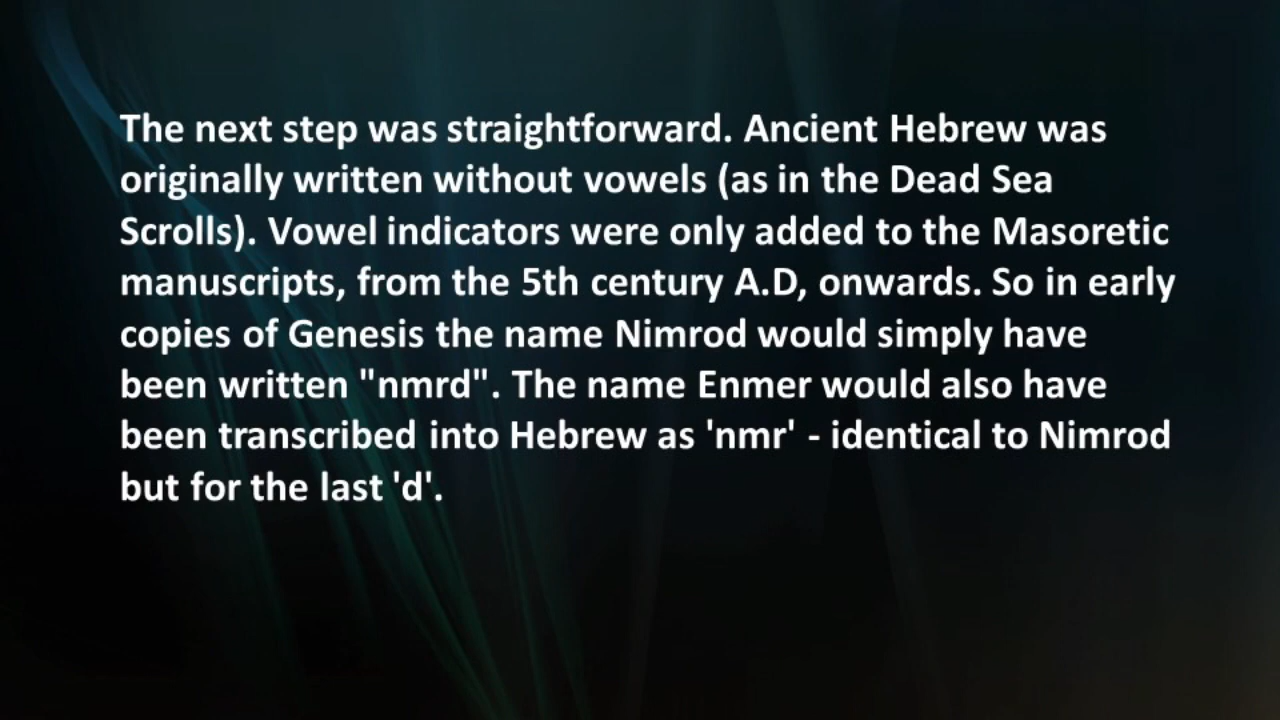 The next step was straightforward. Ancient Hebrew was
originally written without vowels (as in the Dead Sea
Scrolls). Vowel indicators were only added to the Masoretic
manuscripts, from the 5th century A.D, onwards. So in early
copies of Genesis the name Nimrod would simply have
been written "nmrd". The name Enmer would also have
been transcribed into Hebrew as 'nmr' - identical to Nimrod
but for the last 'd'.